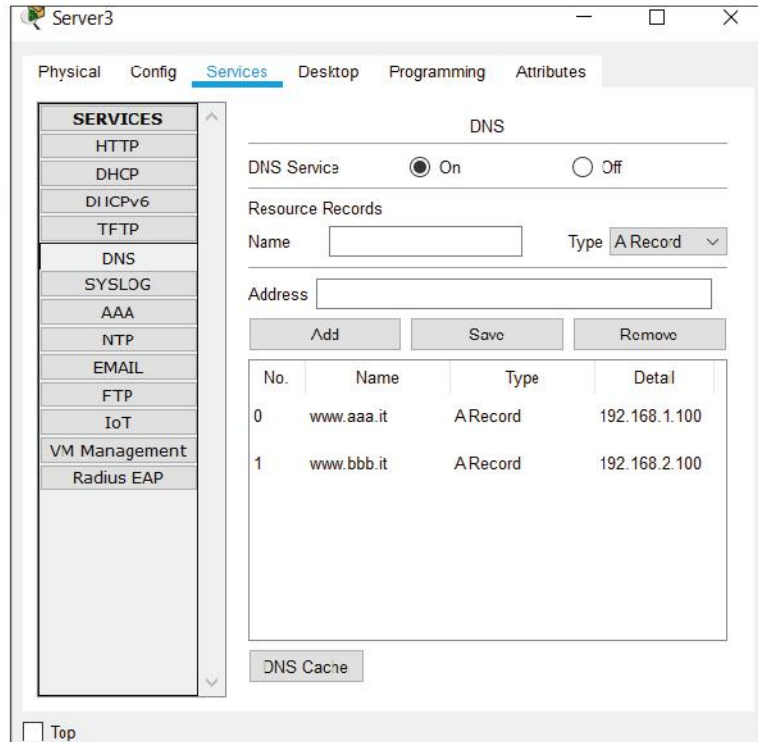 Server3
Physical Config Services Desktop Programming Attributes
SERVICES
HTTP
DHCP
DHCPv6
TFTP
DNS
SYSLOG
AAA
NTP
EMAIL
FTP
IoT
VM Management
Radius EAP
DNS
DNS Service On Off
Resource Records
Name Type A Record
Address
Add Save Remove
No. Name Type Detail
0 www.aaa.it A Record 192.168.1.100
1 www.bbb.it A Record 192.168.2.100
DNS Cache
Top